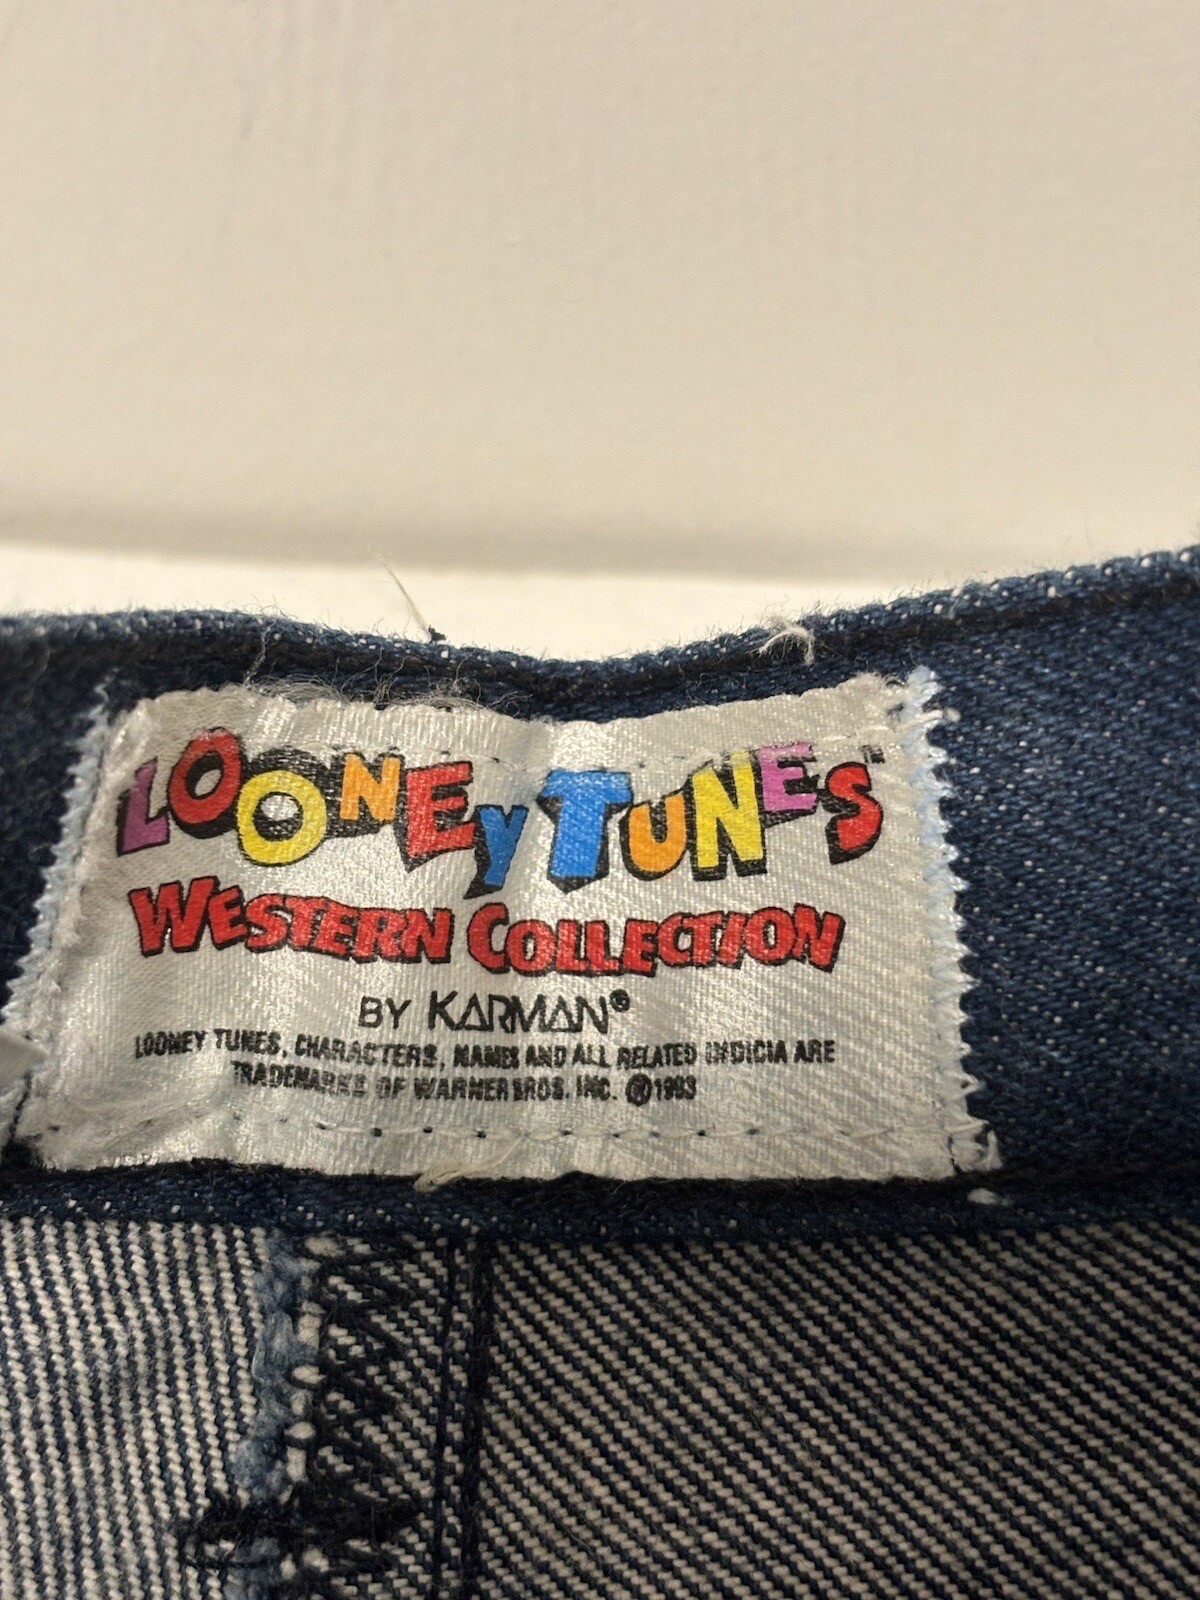 LOONEY TUNES™
WESTERN COLLECTION
BY KARMAN®
LOONEY TUNES, CHARACTERS, NAMES AND ALL RELATED INDICIA ARE
TRADEMARKS OF WARNER BROS. INC. ©1993